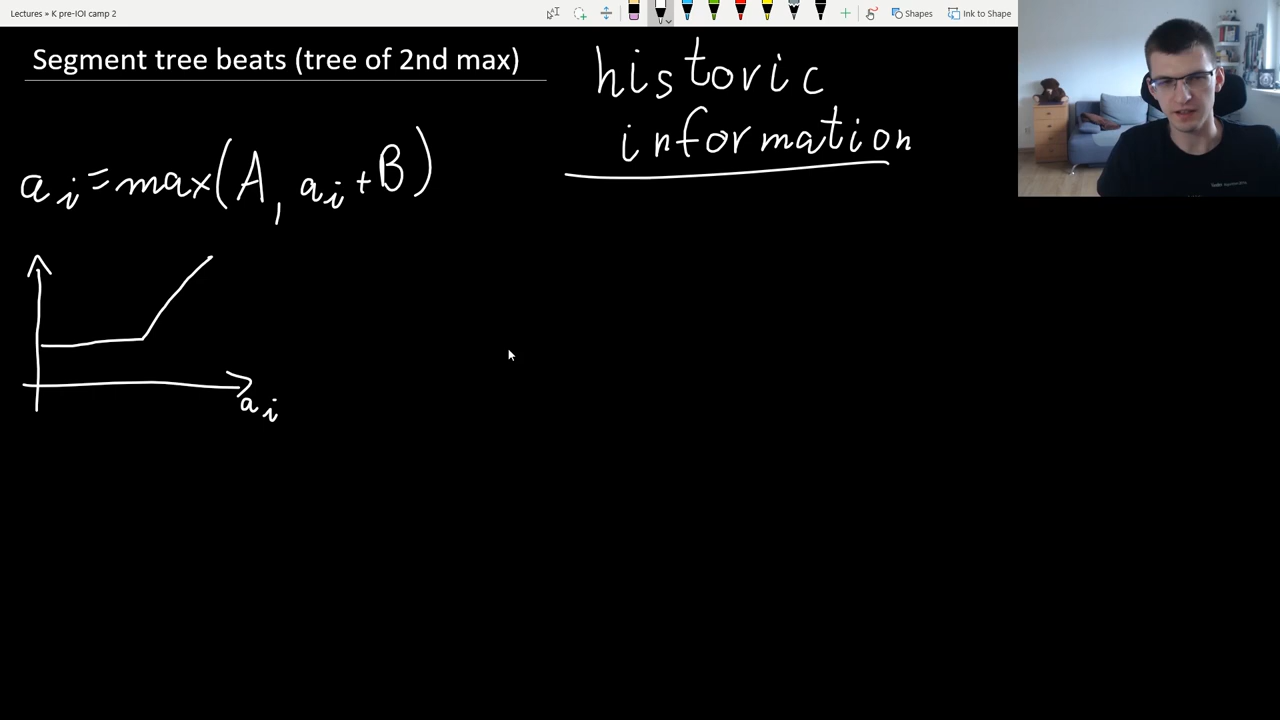 Lectures » K pre-IOI camp 2
Shapes
Ink to Shape
Segment tree beats (tree of 2nd max)
historic
information
a_i=max(A, a_i+B)
a_i